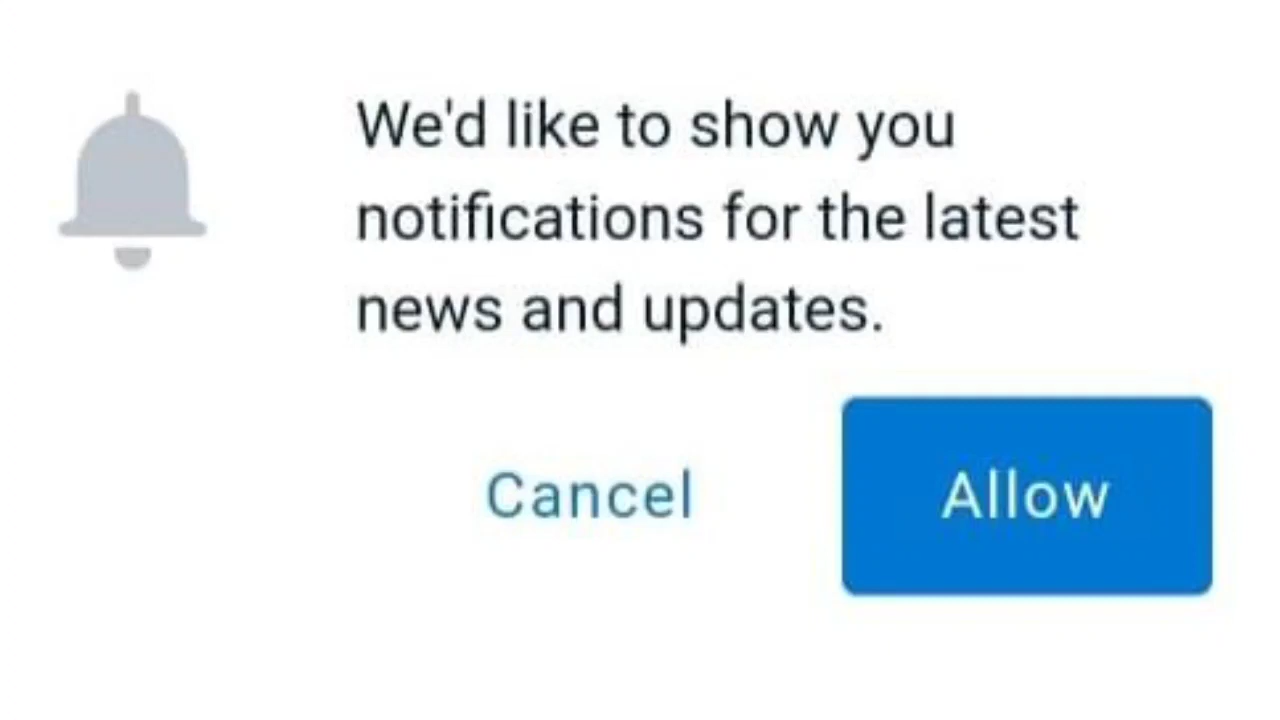 We'd like to show you
notifications for the latest
news and updates.
Cancel Allow